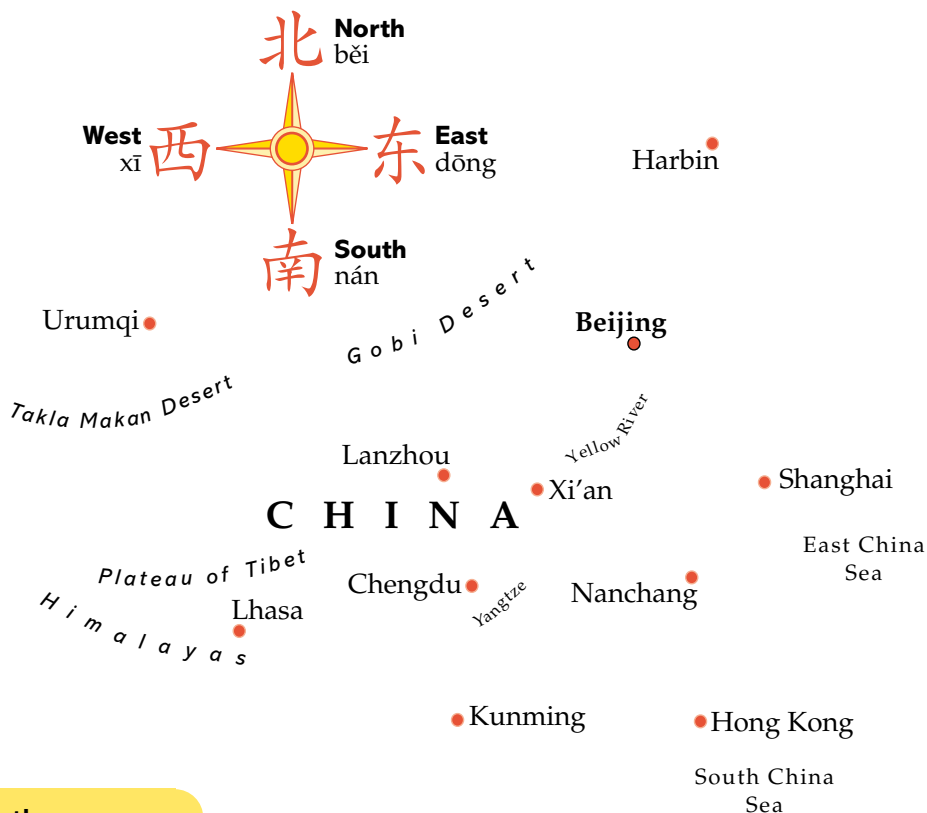 北
North
běi
West
xī
西
东
East
dōng
南
South
nán
Harbin
Gobi Desert
Urumqi
Beijing
Takla Makan Desert
Yellow River
Lanzhou
Xi’an
Shanghai
CHINA
East China
Sea
Plateau of Tibet
Chengdu
Yangtze
Nanchang
Himalayas
Lhasa
Kunming
Hong Kong
South China
Sea